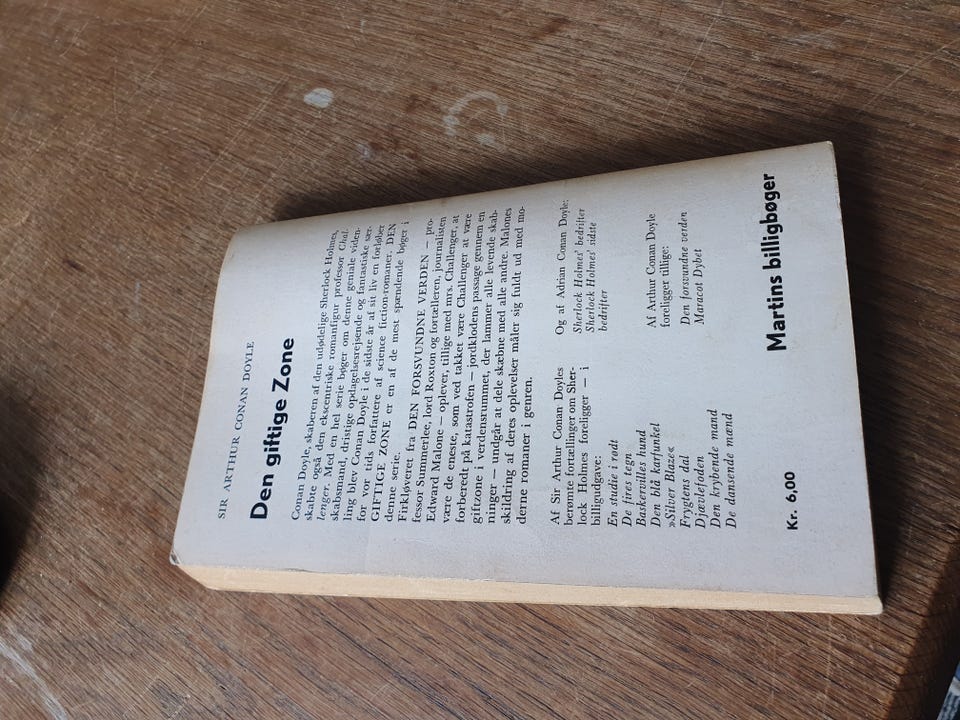 SIR ARTHUR CONAN DOYLE
Den giftige Zone
Conan Doyle, skaberen af den udødelige Sherlock Holmes,
skabte også den ekscentriske romanfigur professor Chal-
lenger. Med en hel serie bøger om denne geniale viden-
skabsmand, dristige opdagelsesrejsende og fantastiske sær-
ling blev Conan Doyle i de sidste år af sit liv en forløber
for vor tids forfattere af science fiction-romaner. DEN
GIFTIGE ZONE er en af de mest spændende bøger i
denne serie.
Firkløveret fra DEN FORSVUNDNE VERDEN – pro-
fessor Summerlee, lord Roxton og fortælleren, journalisten
Edward Malone – oplever, tillige med mrs. Challenger, at
være de eneste, som ved takket være Challenger at være
forberedt på katastrofen – jordklodens passage gennem en
giftzone i verdensrummet, der lammer alle levende skab-
ninger – undgår at dele skæbne med alle andre. Malones
skildring af deres oplevelser måler sig fuldt ud med mo-
derne romaner i genren.
Af Sir Arthur Conan Doyles
berømte fortællinger om Sher-
lock Holmes foreligger – i
billigudgave:
En studie i rødt
De fires tegn
Baskervilles hund
Den blå karfunkel
»Silver Blaze«
Frygtens dal
Djævlefoden
Den krybende mand
De dansende mænd
Og af Adrian Conan Doyle:
Sherlock Holmes' bedrifter
Sherlock Holmes' sidste
bedrifter
Af Arthur Conan Doyle
foreligger tillige:
Den forsvundne verden
Maracot Dybet
Kr. 6,00
Martins billigbøger